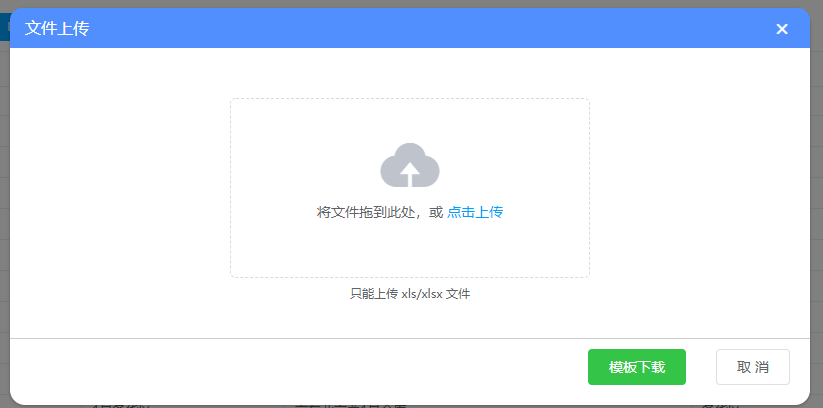 文件上传
将文件拖到此处，或 点击上传
只能上传 xls/xlsx 文件
模板下载
取 消